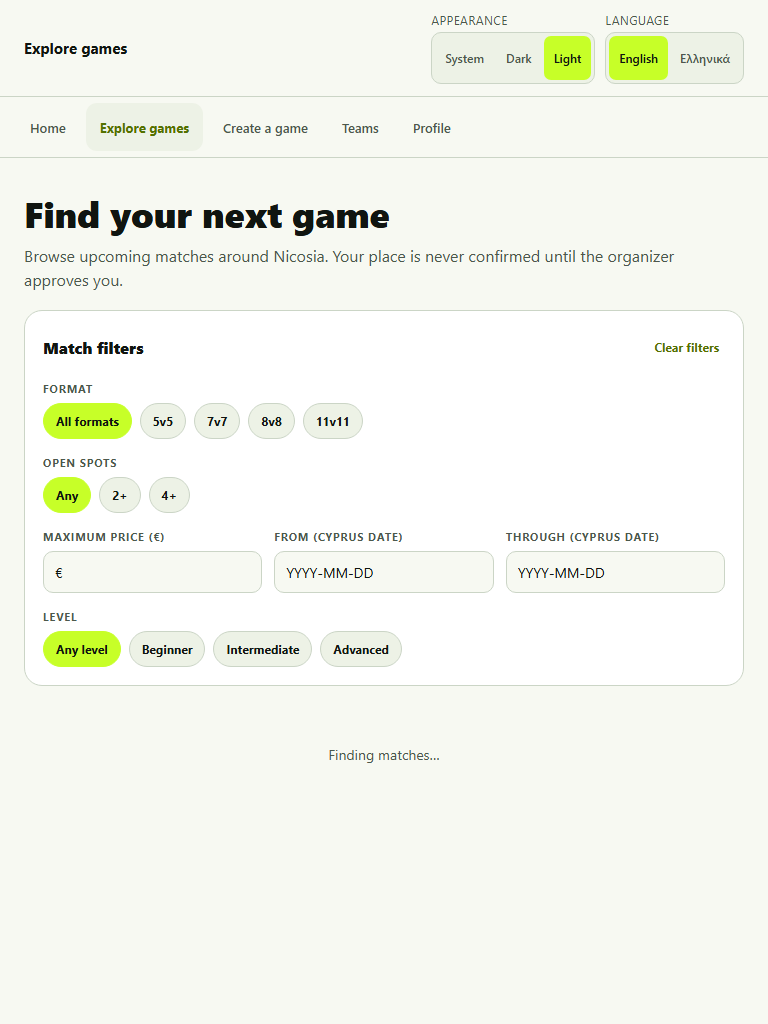 Explore games
APPEARANCE
System Dark Light
LANGUAGE
English Ελληνικά
Home Explore games Create a game Teams Profile
Find your next game
Browse upcoming matches around Nicosia. Your place is never confirmed until the organizer
approves you.
Match filters
Clear filters
FORMAT
All formats 5v5 7v7 8v8 11v11
OPEN SPOTS
Any 2+ 4+
MAXIMUM PRICE (€) FROM (CYPRUS DATE) THROUGH (CYPRUS DATE)
€ YYYY-MM-DD YYYY-MM-DD
LEVEL
Any level Beginner Intermediate Advanced
Finding matches...